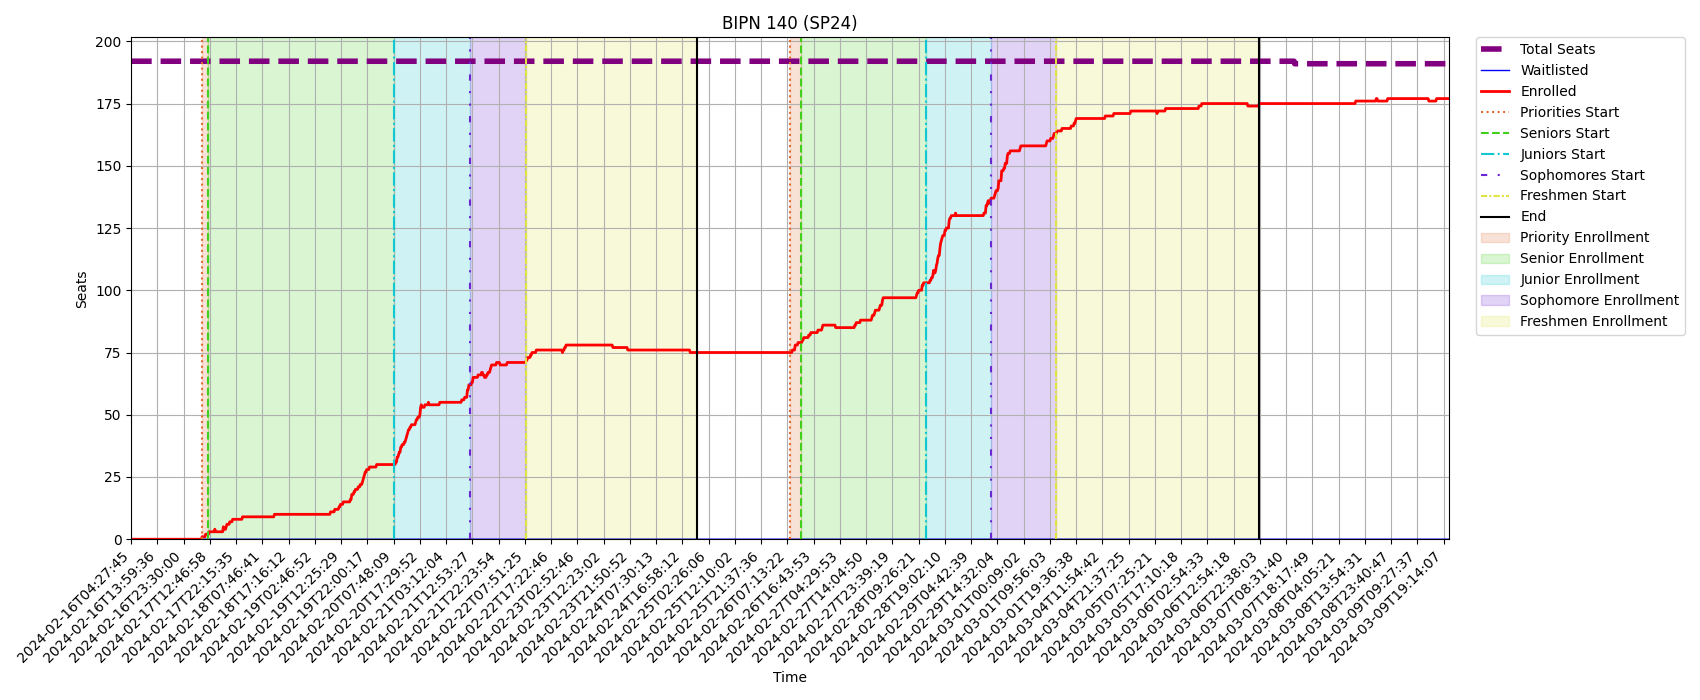 BIPN 140 (SP24)
Seats
200
175
150
125
100
75
50
25
0
2024-02-16T04:27:45
2024-02-16T13:59:36
2024-02-16T23:30:00
2024-02-17T12:46:58
2024-02-17T22:15:35
2024-02-18T07:46:41
2024-02-18T17:16:12
2024-02-19T02:46:52
2024-02-19T12:25:29
2024-02-19T22:00:17
2024-02-20T07:48:09
2024-02-20T17:29:52
2024-02-21T03:12:04
2024-02-21T12:53:27
2024-02-21T22:23:54
2024-02-22T07:51:25
2024-02-22T17:22:46
2024-02-23T02:52:46
2024-02-23T12:23:02
2024-02-23T21:50:52
2024-02-24T07:30:13
2024-02-24T16:58:12
2024-02-25T02:26:06
2024-02-25T12:10:02
2024-02-25T21:37:36
2024-02-26T07:13:22
2024-02-26T16:43:53
2024-02-27T04:29:53
2024-02-27T14:04:50
2024-02-27T23:39:19
2024-02-28T09:26:21
2024-02-28T19:02:10
2024-02-29T04:42:39
2024-02-29T14:32:04
2024-03-01T00:09:02
2024-03-01T09:56:03
2024-03-01T19:36:38
2024-03-04T11:54:42
2024-03-04T21:37:25
2024-03-05T07:25:21
2024-03-05T17:10:18
2024-03-06T02:54:33
2024-03-06T12:54:18
2024-03-06T22:38:03
2024-03-07T08:31:40
2024-03-07T18:17:49
2024-03-08T04:05:21
2024-03-08T13:54:31
2024-03-08T23:40:47
2024-03-09T09:27:37
2024-03-09T19:14:07
Time
Total Seats
Waitlisted
Enrolled
Priorities Start
Seniors Start
Juniors Start
Sophomores Start
Freshmen Start
End
Priority Enrollment
Senior Enrollment
Junior Enrollment
Sophomore Enrollment
Freshmen Enrollment